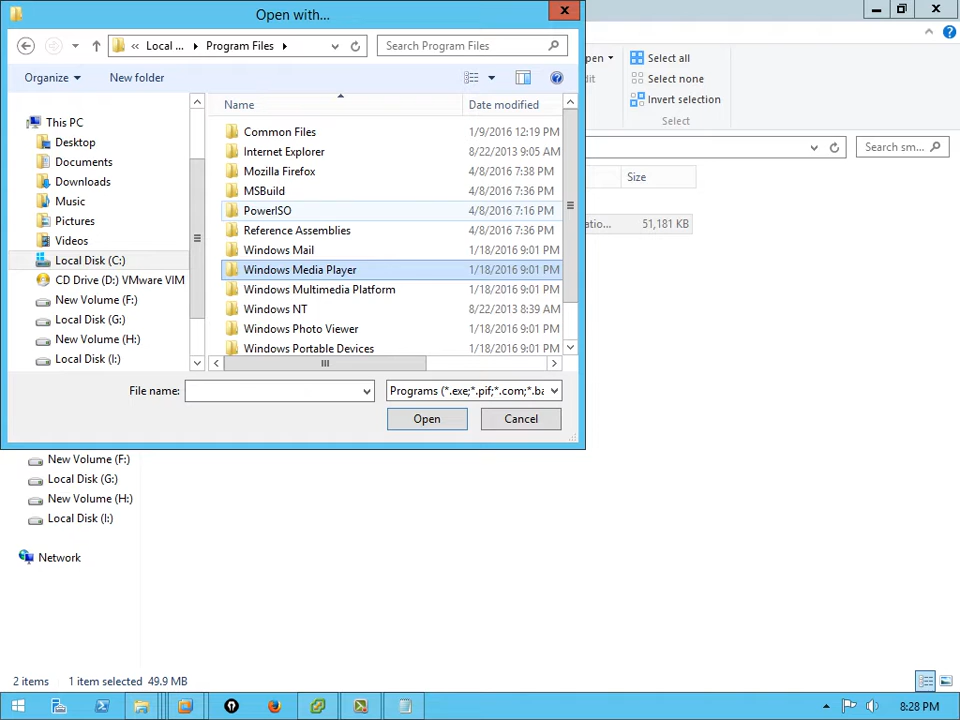 Open with...
« Local ... Program Files
Search Program Files
Organize
New folder
Name
Date modified
This PC
Desktop
Documents
Downloads
Music
Pictures
Videos
Local Disk (C:)
CD Drive (D:) VMware VIM
New Volume (F:)
Local Disk (G:)
New Volume (H:)
Local Disk (I:)
Common Files 1/9/2016 12:19 PM
Internet Explorer 8/22/2013 9:05 AM
Mozilla Firefox 4/8/2016 7:38 PM
MSBuild 4/8/2016 7:36 PM
PowerISO 4/8/2016 7:16 PM
Reference Assemblies 4/8/2016 7:36 PM
Windows Mail 1/18/2016 9:01 PM
Windows Media Player 1/18/2016 9:01 PM
Windows Multimedia Platform 1/18/2016 9:01 PM
Windows NT 8/22/2013 8:39 AM
Windows Photo Viewer 1/18/2016 9:01 PM
Windows Portable Devices 1/18/2016 9:01 PM
File name:
Programs (*.exe;*.pif;*.com;*.ba
Open
Cancel
Select all
Select none
Invert selection
Select
Search sm...
Size
51,181 KB
New Volume (F:)
Local Disk (G:)
New Volume (H:)
Local Disk (I:)
Network
2 items 1 item selected 49.9 MB
8:28 PM